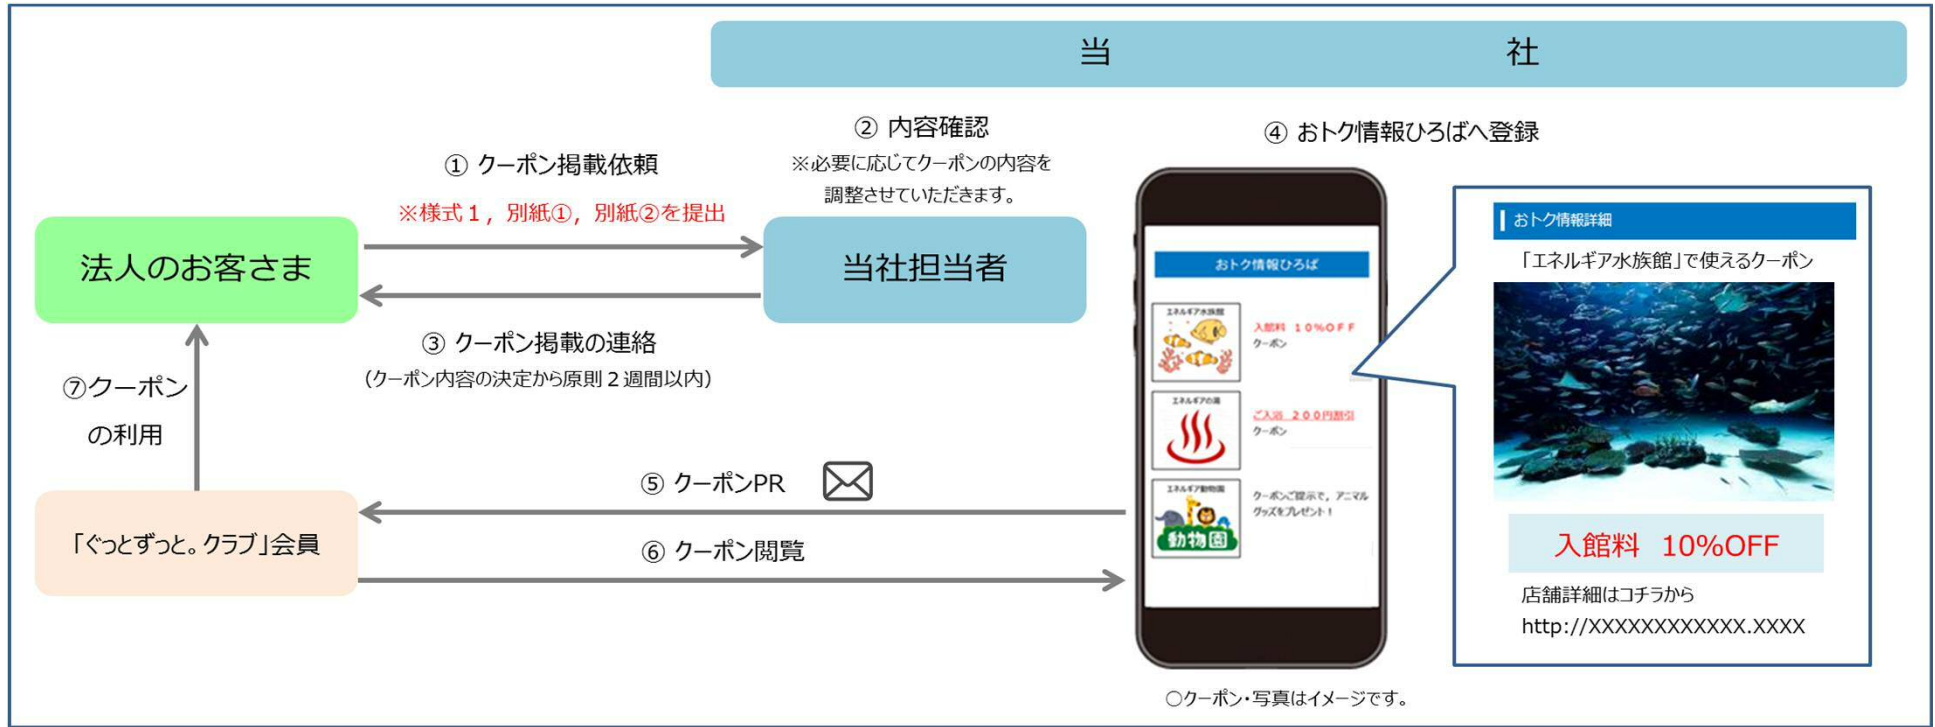 当社
① クーポン掲載依頼
※様式１，別紙①，別紙②を提出
② 内容確認
※必要に応じてクーポンの内容を
調整させていただきます。
④ おトク情報ひろばへ登録
法人のお客さま
当社担当者
③ クーポン掲載の連絡
（クーポン内容の決定から原則２週間以内）
⑦クーポン
の利用
⑤ クーポンPR
「ぐっとずっと。クラブ」会員
⑥ クーポン閲覧
おトク情報ひろば
エネルギア水族館
入館料　１０％ＯＦＦ
クーポン
エネルギアの湯
ご入浴　２００円割引
クーポン
エネルギア動物園
動物園
クーポンご提示で，アニマル
グッズをプレゼント！
おトク情報詳細
「エネルギア水族館」で使えるクーポン
入館料　10%OFF
店舗詳細はコチラから
http://XXXXXXXXXXXX.XXXX
○クーポン・写真はイメージです。